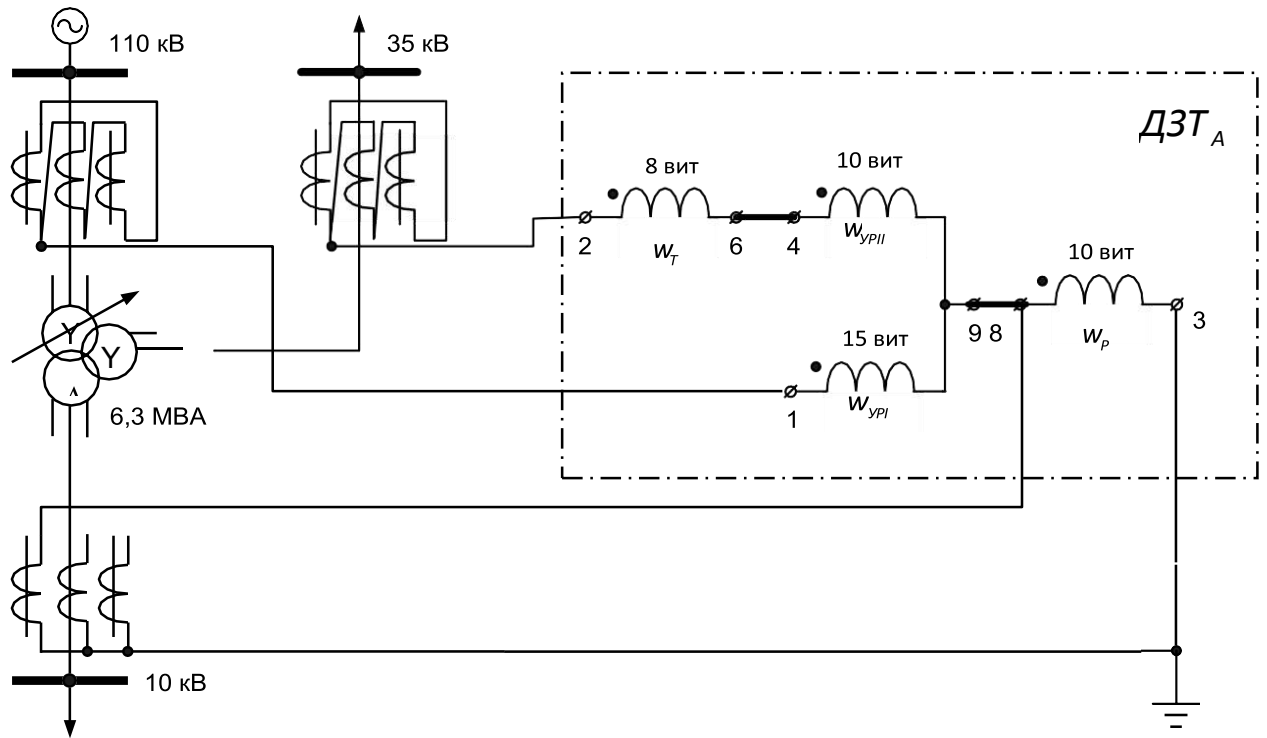 110 кВ
35 кВ
ДЗТ А
8 вит
10 вит
2
w Т
6
4
w УРII
10 вит
9
8
w Р
3
15 вит
1
w УРI
Y
Y
6,3 МВА
10 кВ